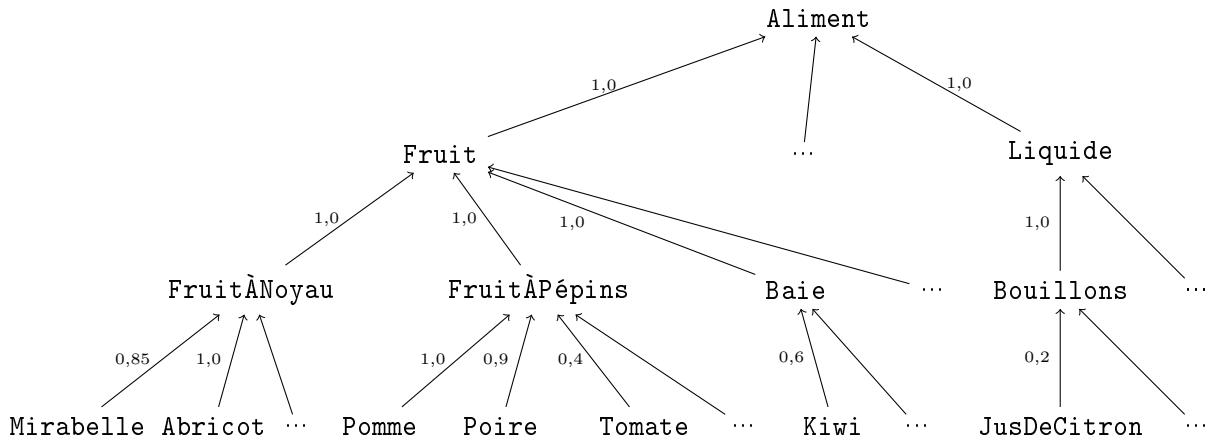 Aliment
1,0 1,0
Fruit ... Liquide
1,0 1,0 1,0 1,0
FruitÀNoyau FruitÀPépins Baie ... Bouillons ...
0,85 1,0 1,0 0,9 0,4 0,6 0,2
Mirabelle Abricot ... Pomme Poire Tomate ... Kiwi ... JusDeCitron ...